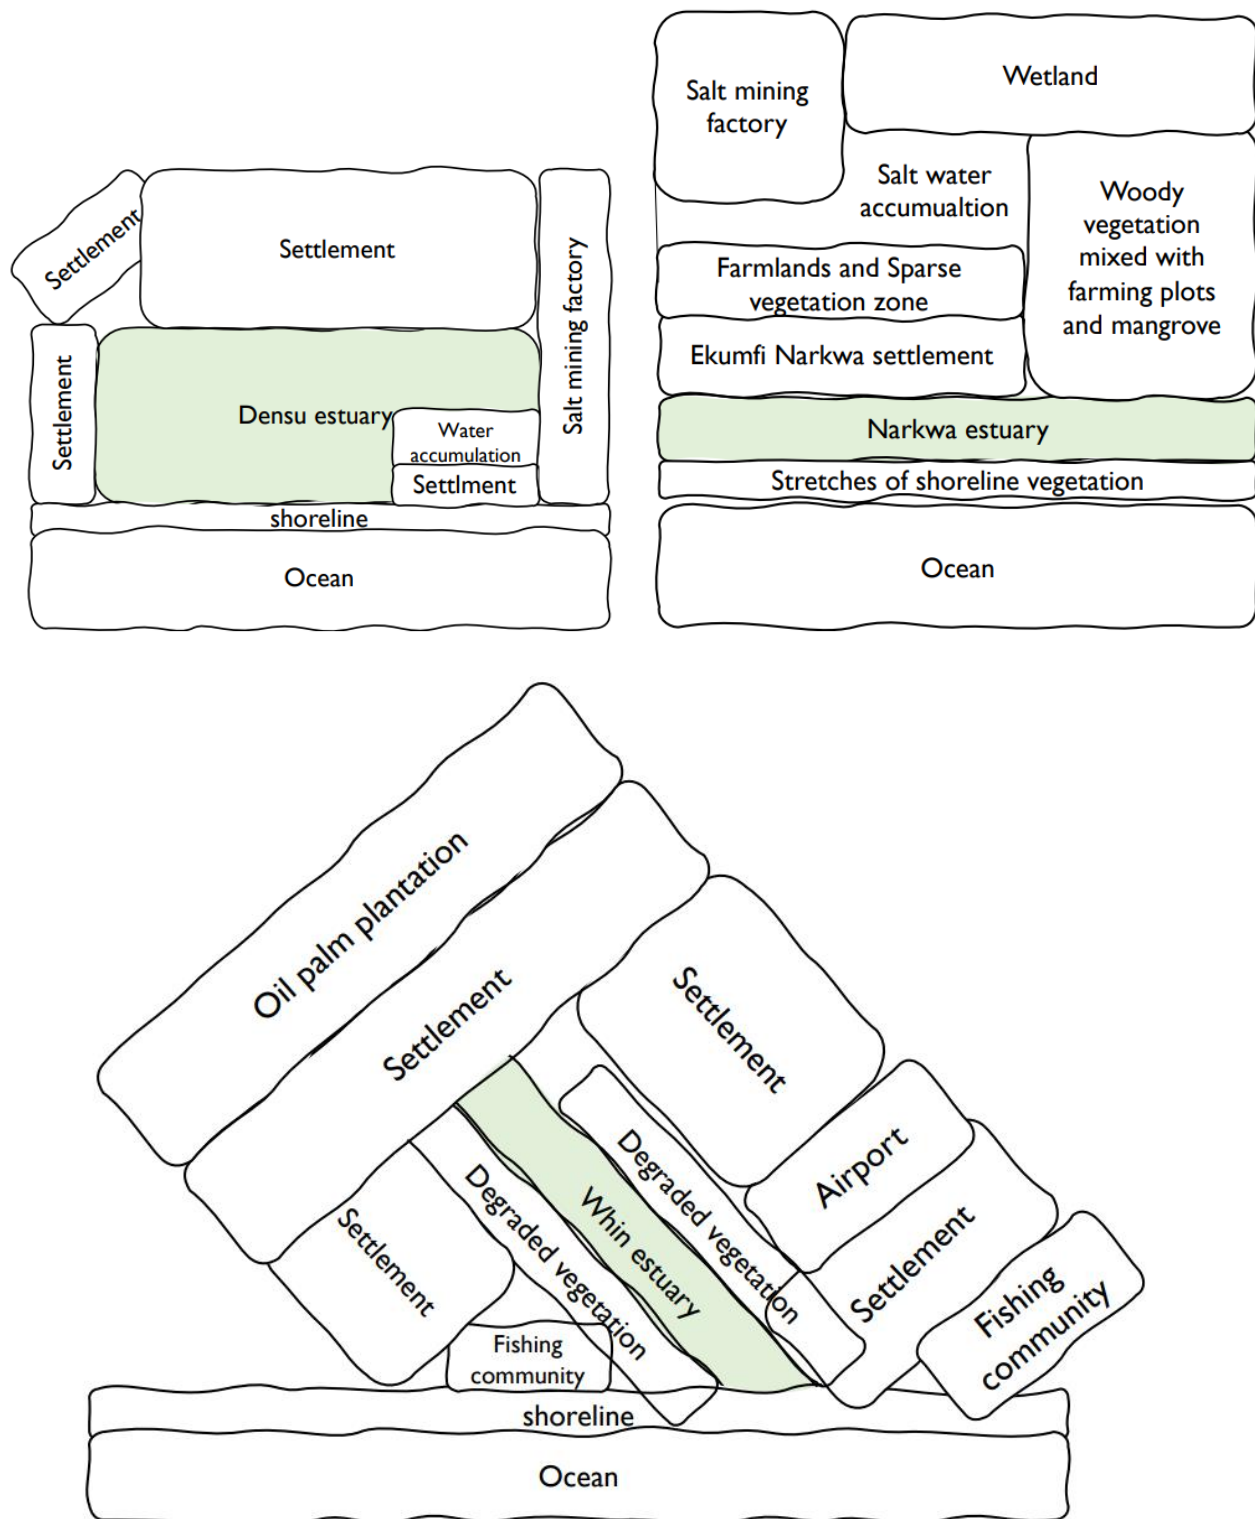 Settlement
Settlement
Salt mining factory
Settlement
Densu estuary
Water
accumulation
Settlment
shoreline
Ocean
Salt mining
factory
Wetland
Salt water
accumualtion
Woody
vegetation
mixed with
farming plots
and mangrove
Farmlands and Sparse
vegetation zone
Ekumfi Narkwa settlement
Narkwa estuary
Stretches of shoreline vegetation
Ocean
Oil palm plantation
Settlement
Settlement
Settlement
Degraded vegetation
Whin estuary
Degraded vegetation
Airport
Settlement
Fishing
community
Fishing
community
shoreline
Ocean